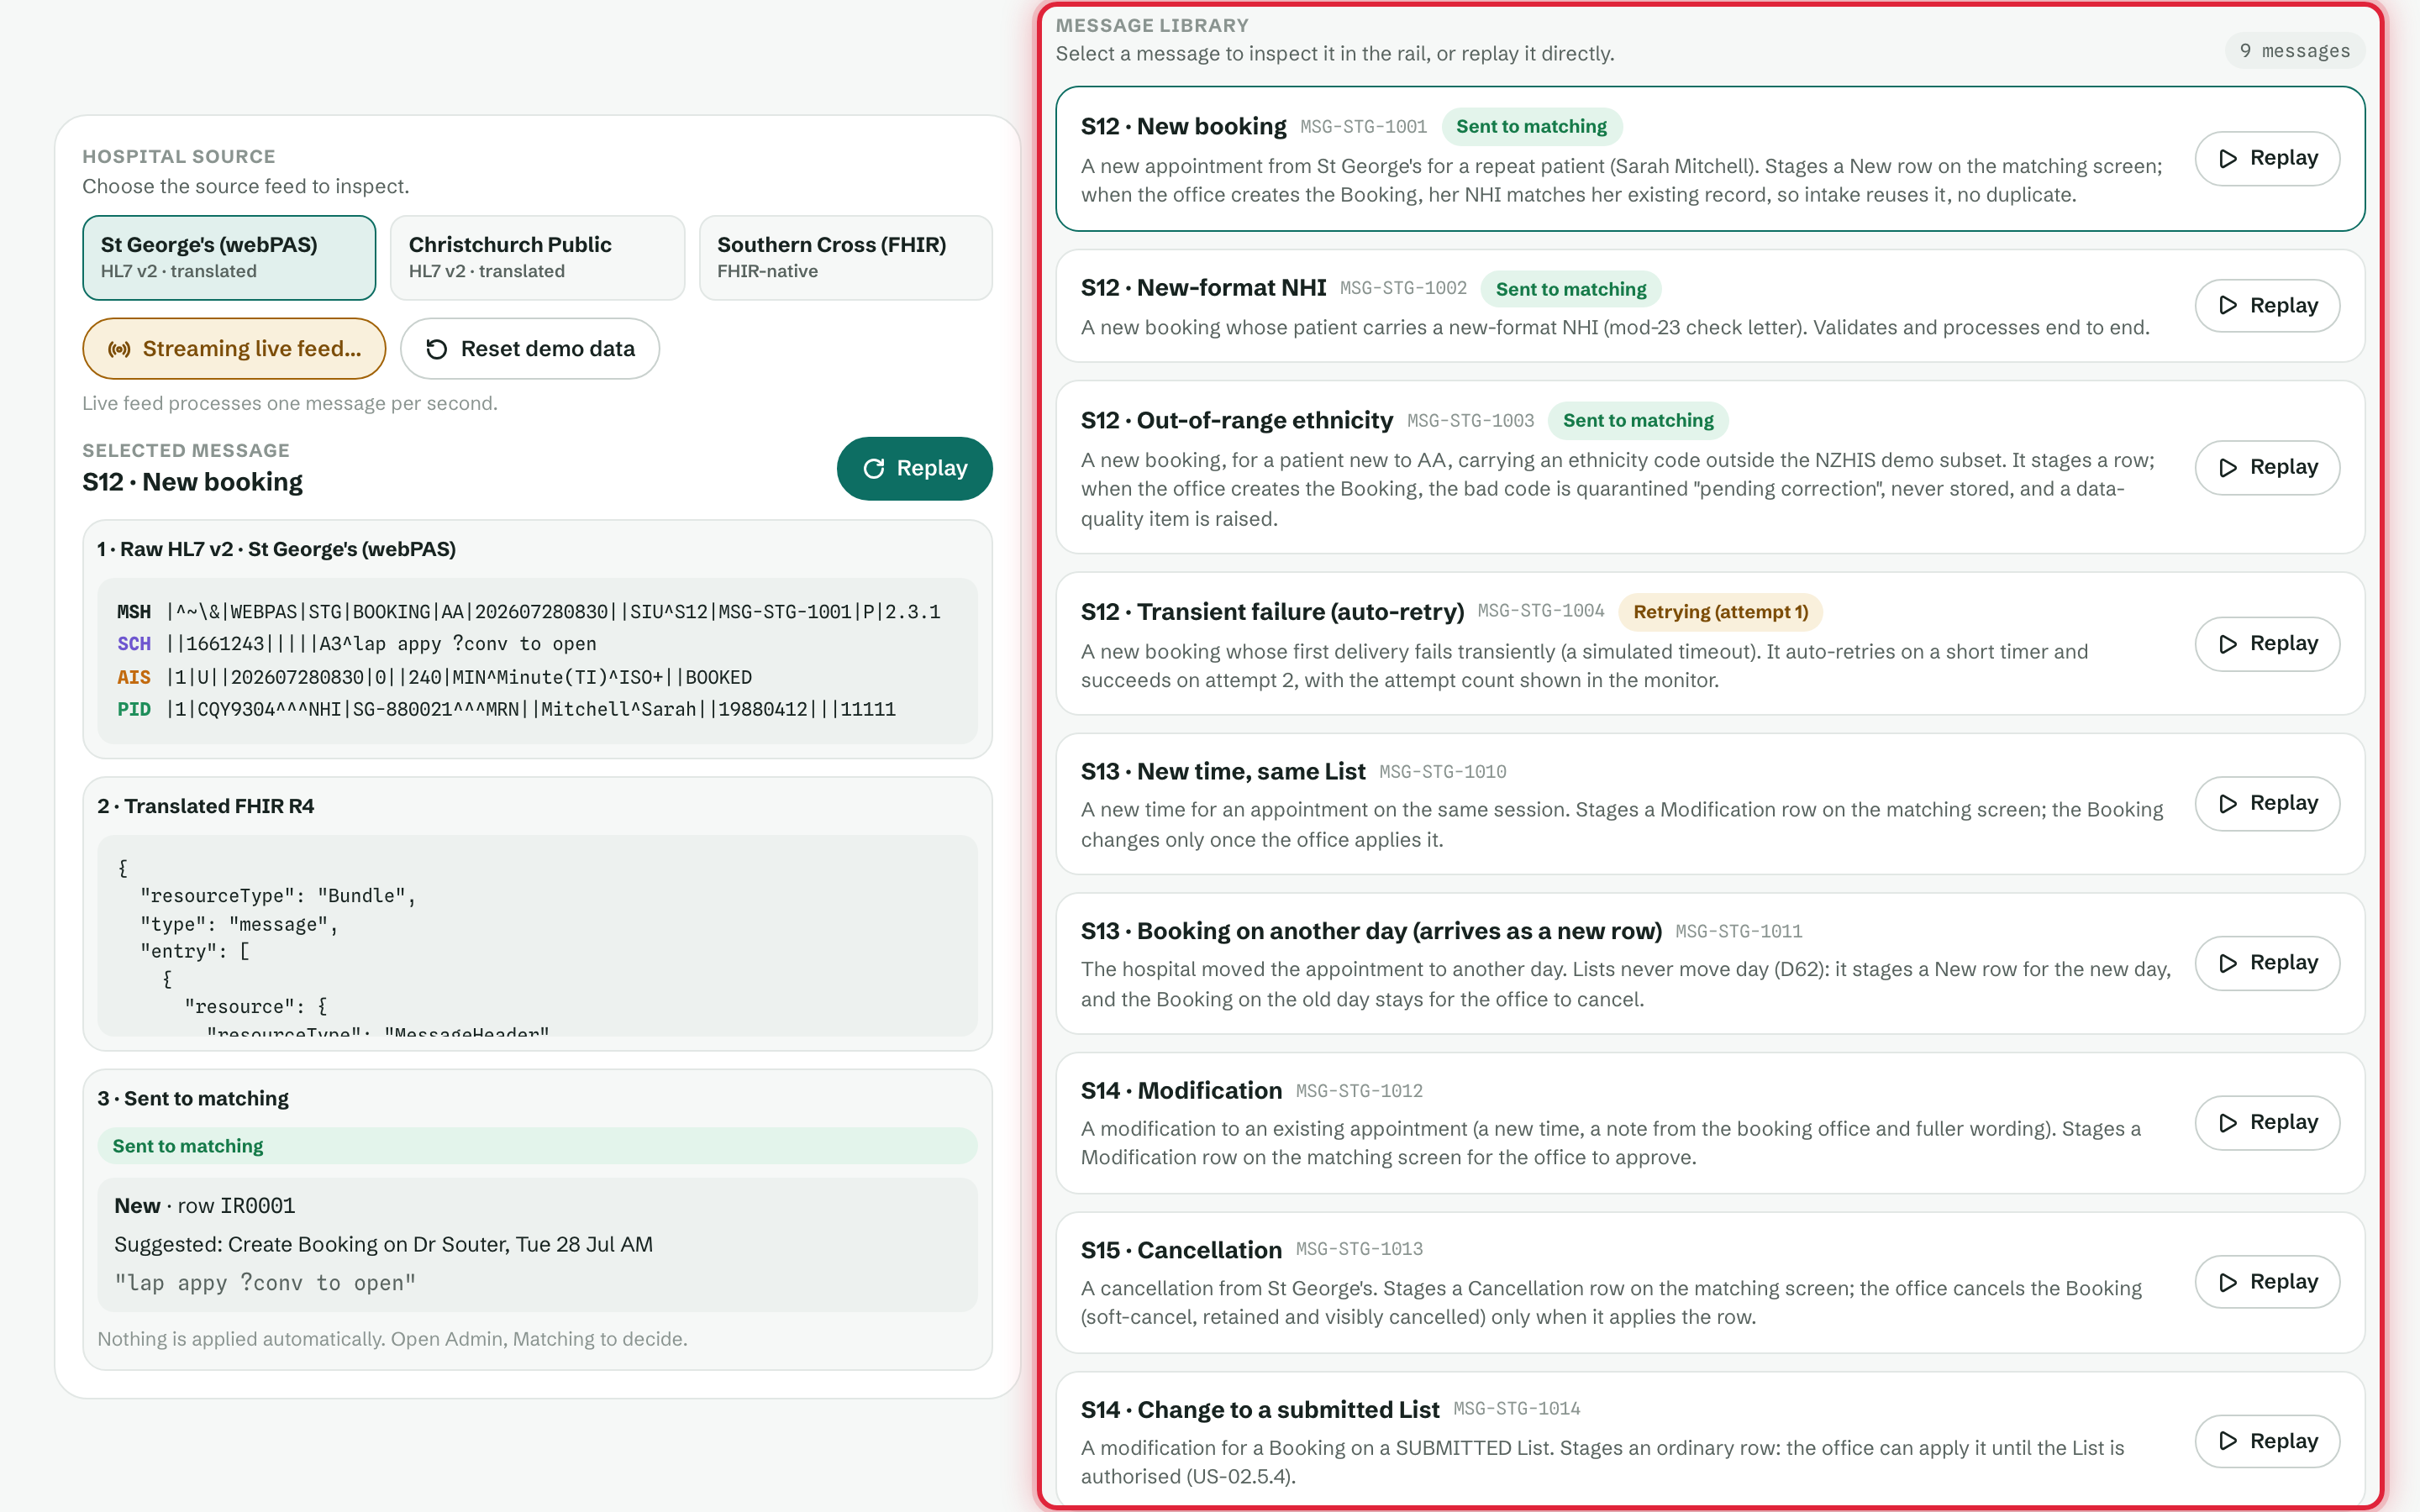 HOSPITAL SOURCE
Choose the source feed to inspect.
St George's (webPAS)
HL7 v2 · translated
Christchurch Public
HL7 v2 · translated
Southern Cross (FHIR)
FHIR-native
Streaming live feed...
Reset demo data
Live feed processes one message per second.
SELECTED MESSAGE
S12 · New booking
Replay
1 · Raw HL7 v2 · St George's (webPAS)
MSH |^~\&|WEBPAS|STG|BOOKING|AA|202607280830||SIU^S12|MSG-STG-1001|P|2.3.1
SCH ||1661243|||||A3^lap appy ?conv to open
AIS |1|U||202607280830|0||240|MIN^Minute(TI)^ISO+||BOOKED
PID |1|CQY9304^^^NHI|SG-880021^^^MRN||Mitchell^Sarah||19880412|||11111
2 · Translated FHIR R4
{
"resourceType": "Bundle",
"type": "message",
"entry": [
{
"resource": {
"resourceType": "MessageHeader"
3 · Sent to matching
Sent to matching
New · row IR0001
Suggested: Create Booking on Dr Souter, Tue 28 Jul AM
"lap appy ?conv to open"
Nothing is applied automatically. Open Admin, Matching to decide.
MESSAGE LIBRARY
Select a message to inspect it in the rail, or replay it directly.
9 messages
S12 · New booking MSG-STG-1001 Sent to matching
A new appointment from St George's for a repeat patient (Sarah Mitchell). Stages a New row on the matching screen;
when the office creates the Booking, her NHI matches her existing record, so intake reuses it, no duplicate.
Replay
S12 · New-format NHI MSG-STG-1002 Sent to matching
A new booking whose patient carries a new-format NHI (mod-23 check letter). Validates and processes end to end.
Replay
S12 · Out-of-range ethnicity MSG-STG-1003 Sent to matching
A new booking, for a patient new to AA, carrying an ethnicity code outside the NZHIS demo subset. It stages a row;
when the office creates the Booking, the bad code is quarantined "pending correction", never stored, and a data-
quality item is raised.
Replay
S12 · Transient failure (auto-retry) MSG-STG-1004 Retrying (attempt 1)
A new booking whose first delivery fails transiently (a simulated timeout). It auto-retries on a short timer and
succeeds on attempt 2, with the attempt count shown in the monitor.
Replay
S13 · New time, same List MSG-STG-1010
A new time for an appointment on the same session. Stages a Modification row on the matching screen; the Booking
changes only once the office applies it.
Replay
S13 · Booking on another day (arrives as a new row) MSG-STG-1011
The hospital moved the appointment to another day. Lists never move day (D62): it stages a New row for the new day,
and the Booking on the old day stays for the office to cancel.
Replay
S14 · Modification MSG-STG-1012
A modification to an existing appointment (a new time, a note from the booking office and fuller wording). Stages a
Modification row on the matching screen for the office to approve.
Replay
S15 · Cancellation MSG-STG-1013
A cancellation from St George's. Stages a Cancellation row on the matching screen; the office cancels the Booking
(soft-cancel, retained and visibly cancelled) only when it applies the row.
Replay
S14 · Change to a submitted List MSG-STG-1014
A modification for a Booking on a SUBMITTED List. Stages an ordinary row: the office can apply it until the List is
authorised (US-02.5.4).
Replay